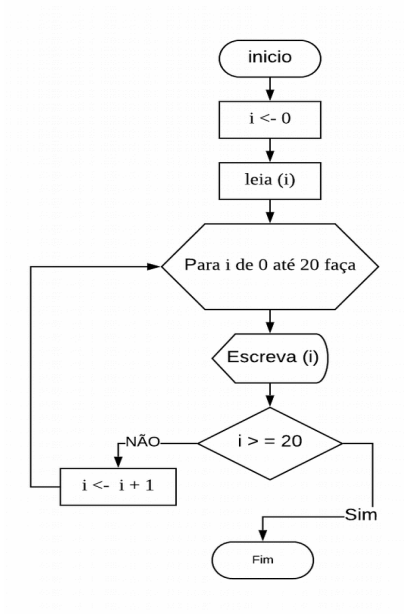 inicio
i <- 0
leia (i)
Para i de 0 até 20 faça
Escreva (i)
i > = 20
NÃO
i <- i + 1
Sim
Fim